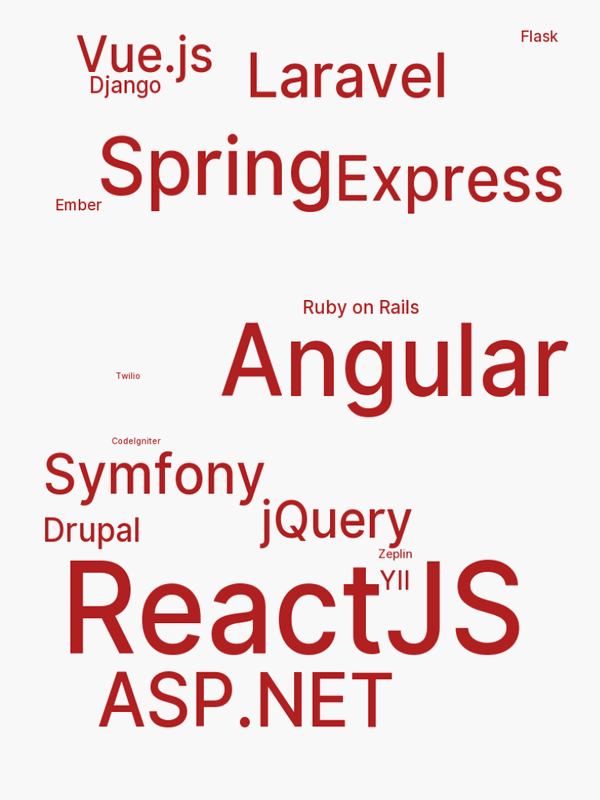 Flask
Vue.js
Laravel
Django
Spring
Express
Ember
Ruby on Rails
Angular
Twilio
CodeIgniter
Symfony
jQuery
Drupal
Zeplin
YII
ReactJS
ASP.NET